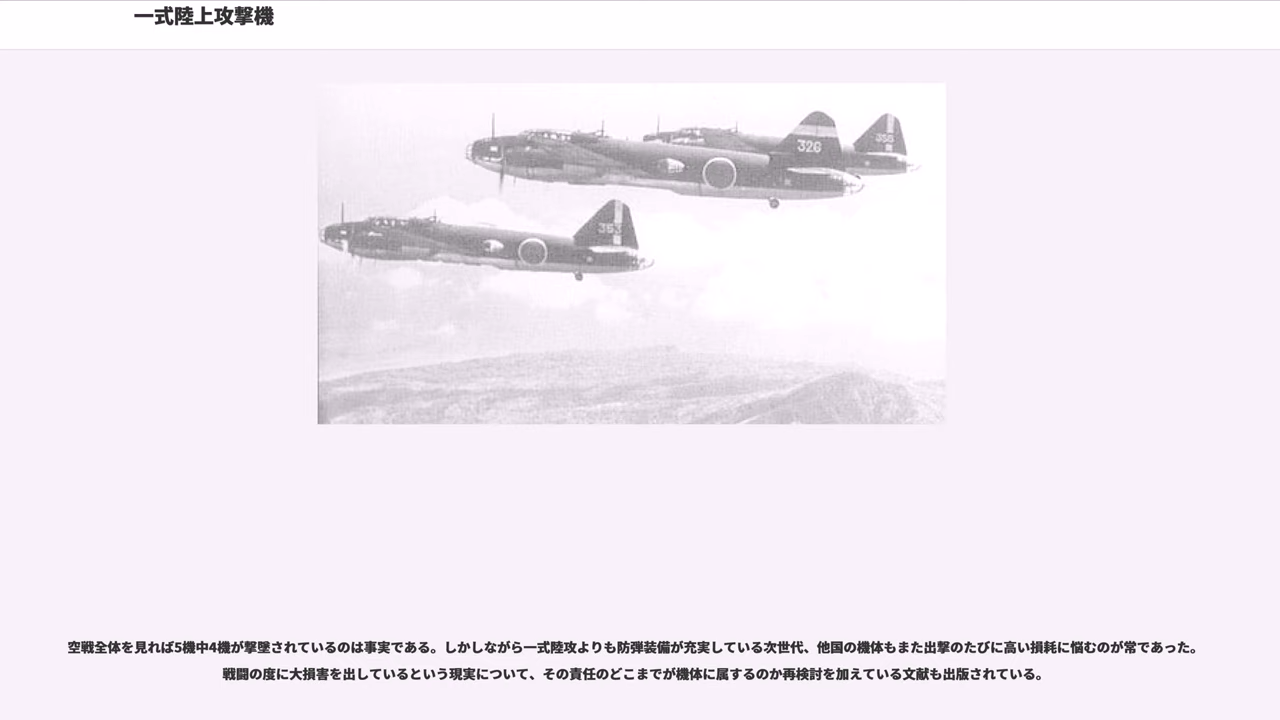 一式陸上攻撃機
326
356
363
空戦全体を見れば5機中4機が撃墜されているのは事実である。しかしながら一式陸攻よりも防弾装備が充実している次世代、他国の機体もまた出撃のたびに高い損耗に悩むのが常であった。
戦闘の度に大損害を出しているという現実について、その責任のどこまでが機体に属するのか再検討を加えている文献も出版されている。